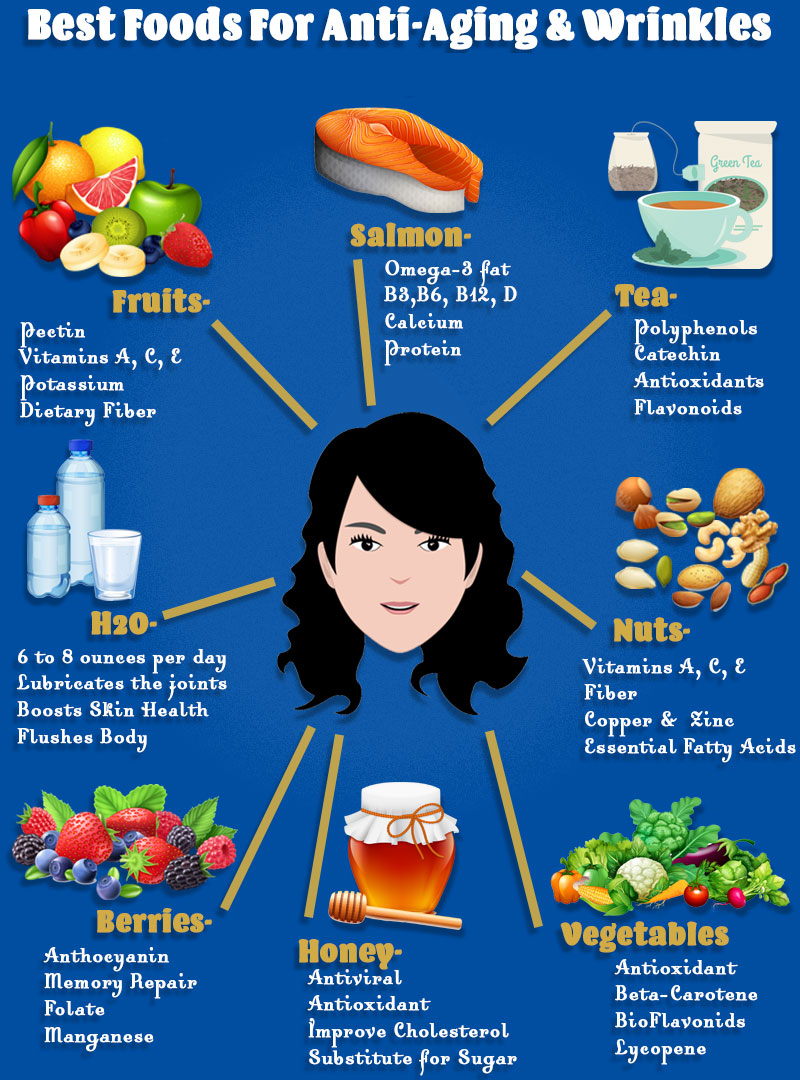 Best Foods For Anti-Aging & Wrinkles
Green Tea
Salmon-
Omega-3 fat
B3,B6, B12, D
Calcium
Protein
Fruits-
Pectin
Vitamins A, C, E
Potassium
Dietary Fiber
Tea-
Polyphenols
Catechin
Antioxidants
Flavonoids
H2O-
6 to 8 ounces per day
Lubricates the joints
Boosts Skin Health
Flushes Body
Nuts-
Vitamins A, C, E
Fiber
Copper & Zinc
Essential Fatty Acids
Berries-
Anthocyanin
Memory Repair
Folate
Manganese
Honey-
Antiviral
Antioxidant
Improve Cholesterol
Substitute for Sugar
Vegetables
Antioxidant
Beta-Carotene
BioFlavonids
Lycopene